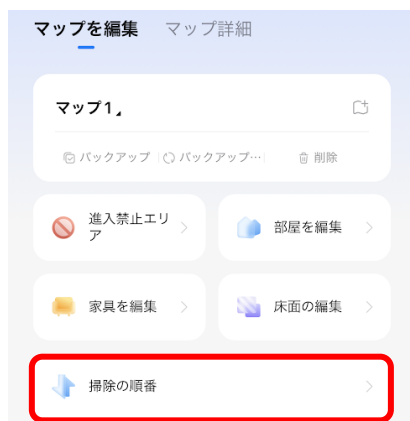 マップを編集 マップ詳細
マップ1
バックアップ バックアップ… 削除
進入禁止エリ
ア
部屋を編集
家具を編集 床面の編集
掃除の順番